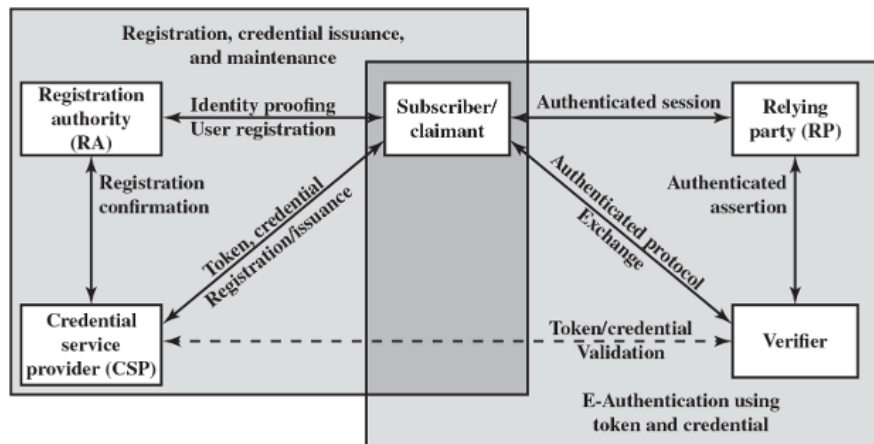 Registration, credential issuance,
and maintenance
Registration
authority
(RA)
Identity proofing
User registration
Subscriber/
claimant
Authenticated session
Relying
party (RP)
Registration
confirmation
Token, credential
Registration/issuance
Authenticated protocol
Exchange
Authenticated
assertion
Credential
service
provider (CSP)
Token/credential
Validation
Verifier
E-Authentication using
token and credential